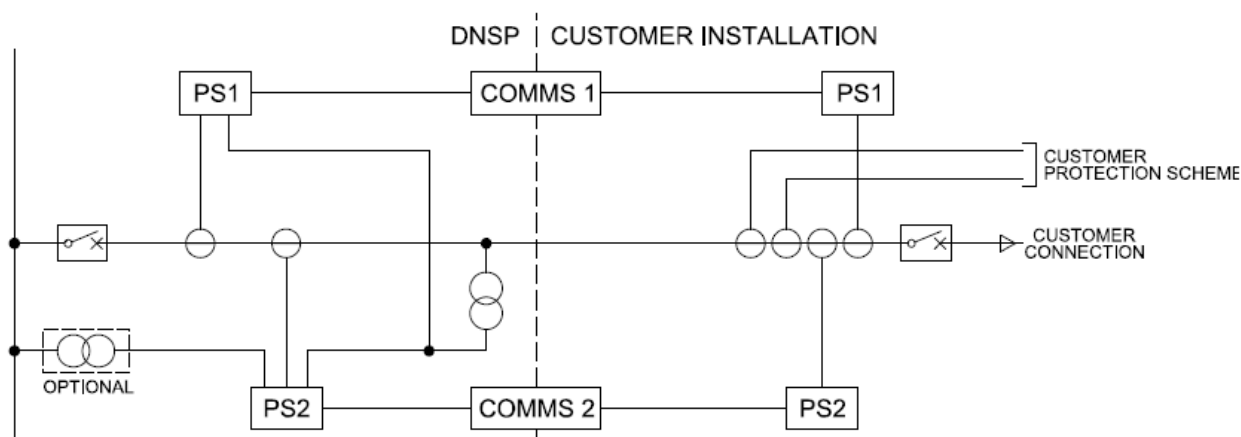 DNSP
CUSTOMER INSTALLATION
PS1
COMMS 1
PS1
CUSTOMER
PROTECTION SCHEME
CUSTOMER
CONNECTION
OPTIONAL
PS2
COMMS 2
PS2